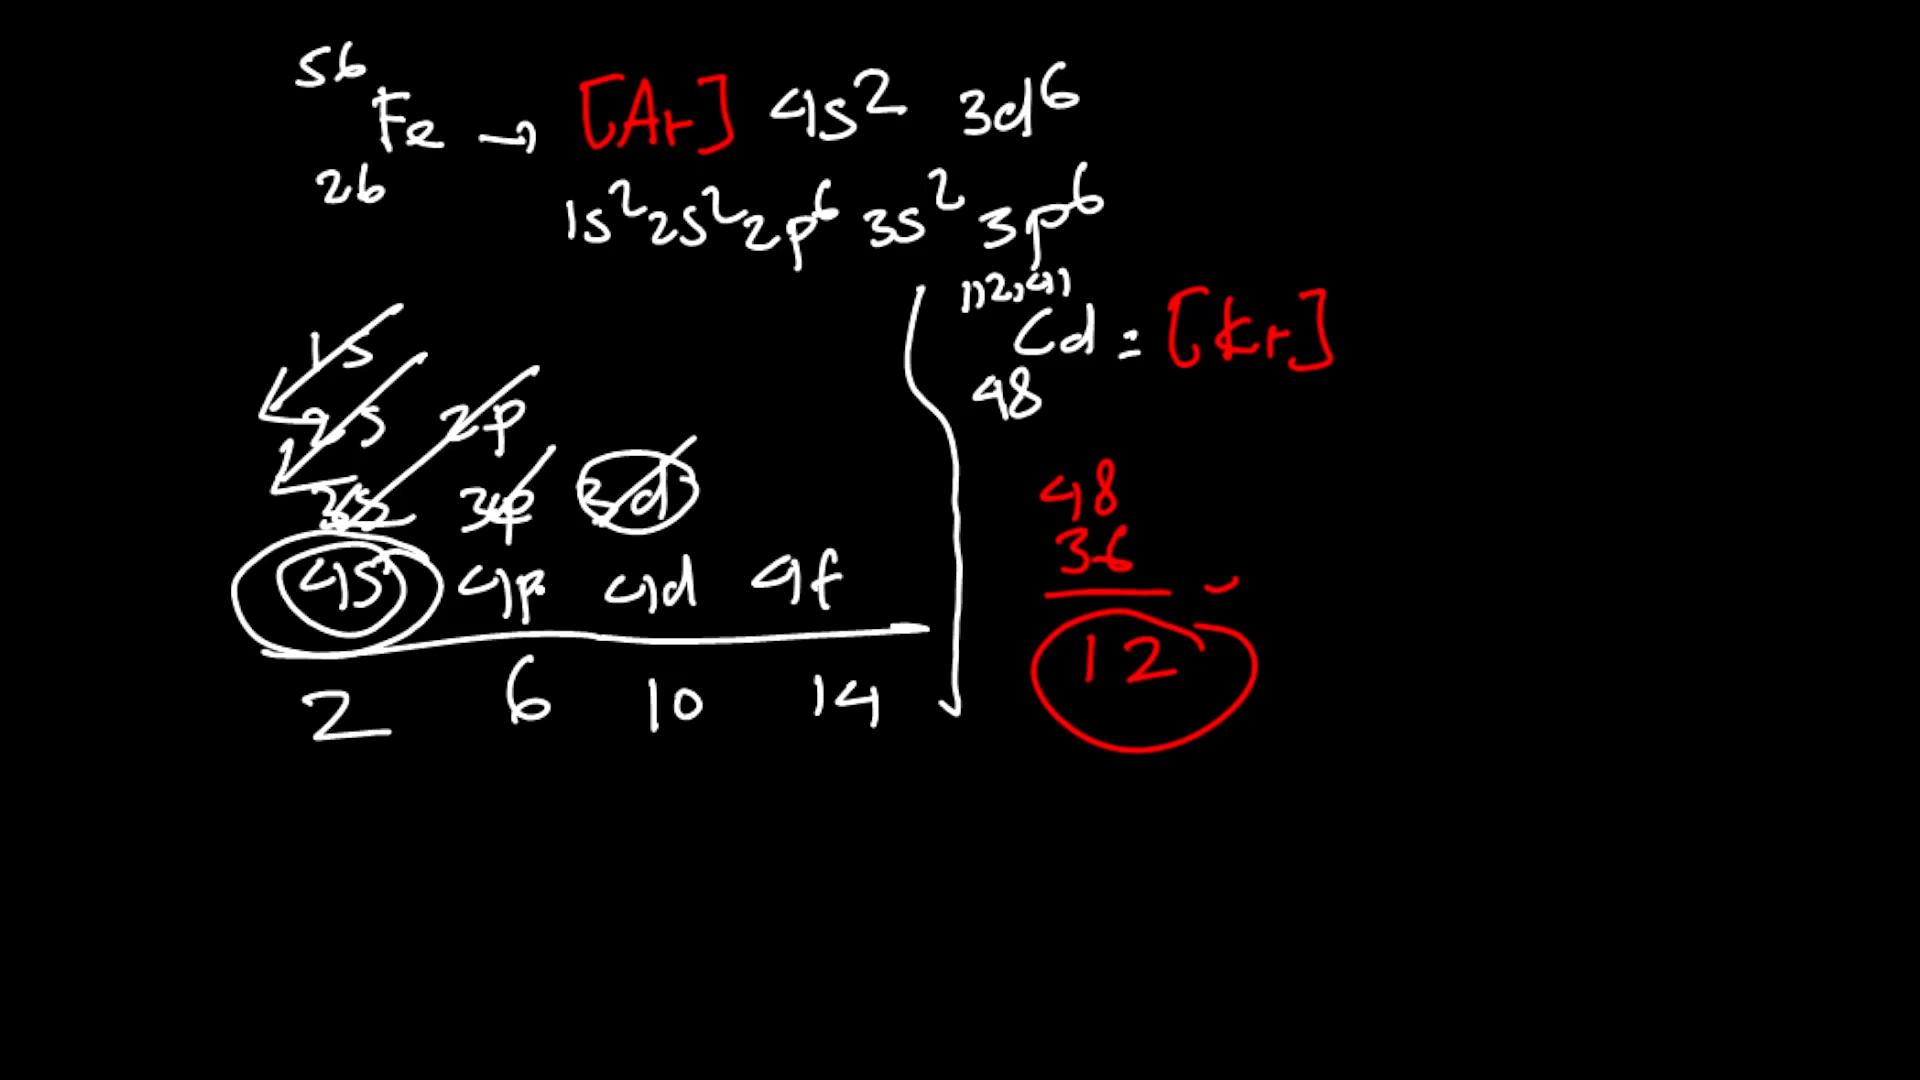 56
Fe → [Ar] 4s² 3d⁶
26
1s² 2s² 2p⁶ 3s² 3p⁶
112,41
Cd = [Kr]
48
1s
2s 2p
3s 3p 3d
4s 4p 4d 4f
2 6 10 14
48
36
12